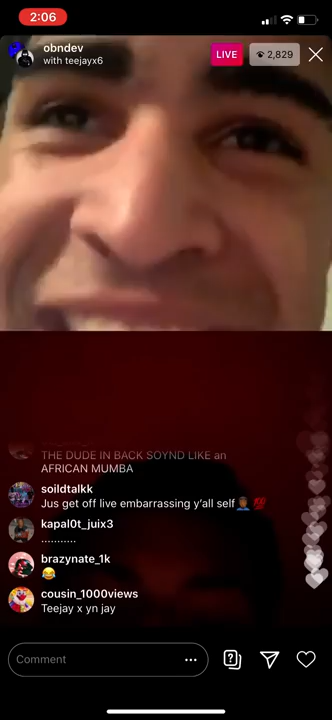 2:06
obndev
with teejayx6
LIVE
2,829
THE DUDE IN BACK SOYND LIKE an
AFRICAN MUMBA
soildtalkk
Jus get off live embarrassing y'all self🤦🏾‍♂️💯
kapal0t_juix3
...........
brazynate_1k
😂
cousin_1000views
Teejay x yn jay
Comment